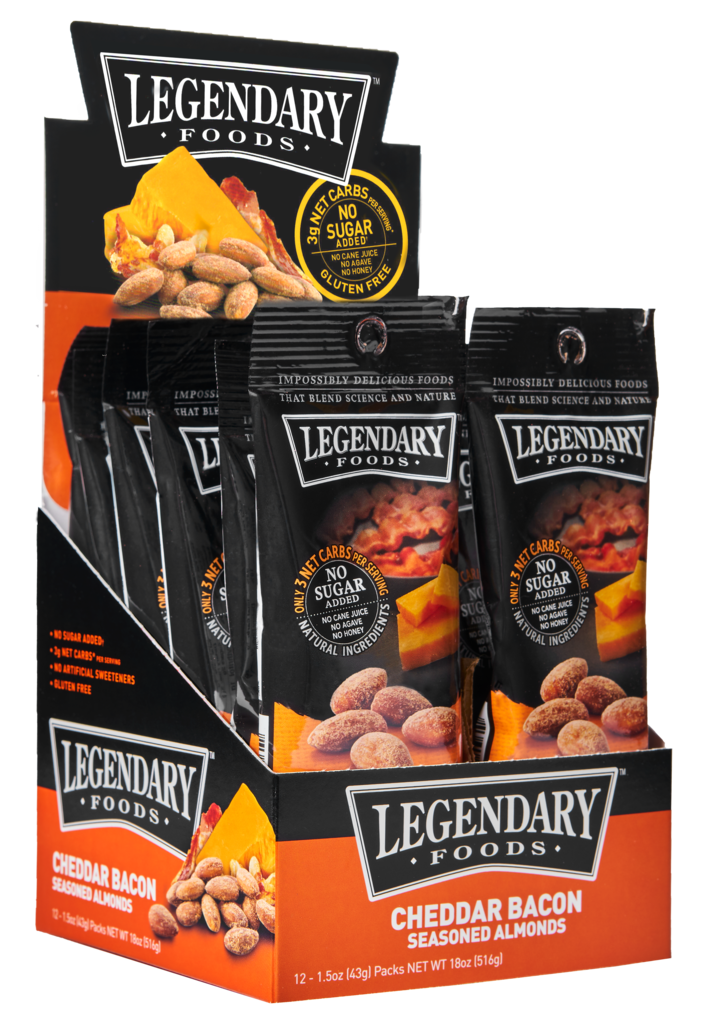 LEGENDARY ™
• FOODS •
3g NET CARBS PER SERVING*
NO
SUGAR
ADDED†
NO CANE JUICE
NO AGAVE
NO HONEY
GLUTEN FREE
IMPOSSIBLY DELICIOUS FOODS
THAT BLEND SCIENCE AND NATURE
LEGENDARY
• FOODS •
ONLY 3 NET CARBS PER SERVING
NO
SUGAR
ADDED
NO CANE JUICE
NO AGAVE
NO HONEY
NATURAL INGREDIENTS
IMPOSSIBLY DELICIOUS FOODS
THAT BLEND SCIENCE AND NATURE
LEGENDARY
• FOODS •
ONLY 3 NET CARBS PER SERVING
NO
SUGAR
ADDED
NO CANE JUICE
NO AGAVE
NO HONEY
NATURAL INGREDIENTS
• NO SUGAR ADDED†
• 3g NET CARBS* PER SERVING
• NO ARTIFICIAL SWEETENERS
• GLUTEN FREE
LEGENDARY ™
• FOODS •
CHEDDAR BACON
SEASONED ALMONDS
12 - 1.5oz (43g) Packs NET WT 18oz (516g)
LEGENDARY ™
• FOODS •
CHEDDAR BACON
SEASONED ALMONDS
12 - 1.5oz (43g) Packs NET WT 18oz (516g)